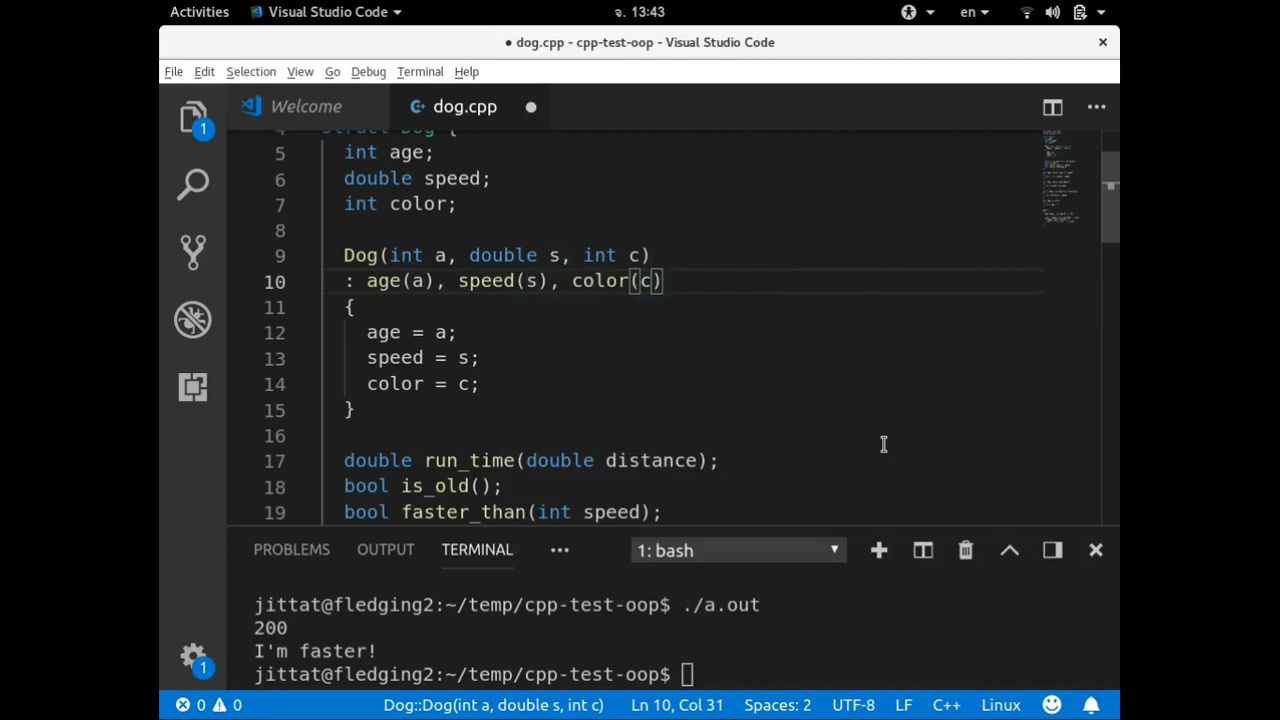 Activities Visual Studio Code จ. 13:43 en
● dog.cpp - cpp-test-oop - Visual Studio Code ×
File Edit Selection View Go Debug Terminal Help
Welcome dog.cpp ●
4 struct Dog {
5 int age;
6 double speed;
7 int color;
8
9 Dog(int a, double s, int c)
10 : age(a), speed(s), color(c)
11 {
12 age = a;
13 speed = s;
14 color = c;
15 }
16
17 double run_time(double distance);
18 bool is_old();
19 bool faster_than(int speed);
1
PROBLEMS OUTPUT TERMINAL ••• 1: bash
jittat@fledging2:~/temp/cpp-test-oop$ ./a.out
200
I'm faster!
jittat@fledging2:~/temp/cpp-test-oop$
1
0 0 Dog::Dog(int a, double s, int c) Ln 10, Col 31 Spaces: 2 UTF-8 LF C++ Linux